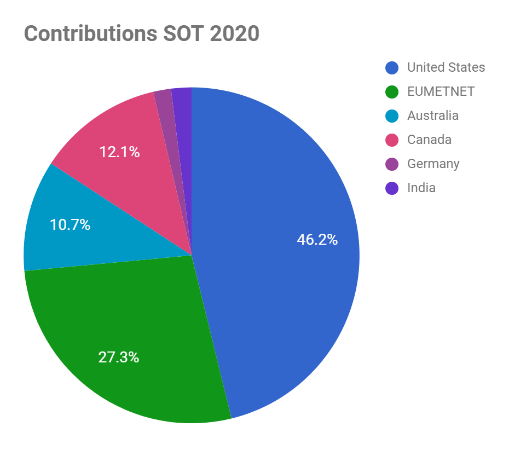 Contributions SOT 2020
United States
EUMETNET
Australia
Canada
Germany
India
12.1%
10.7%
46.2%
27.3%